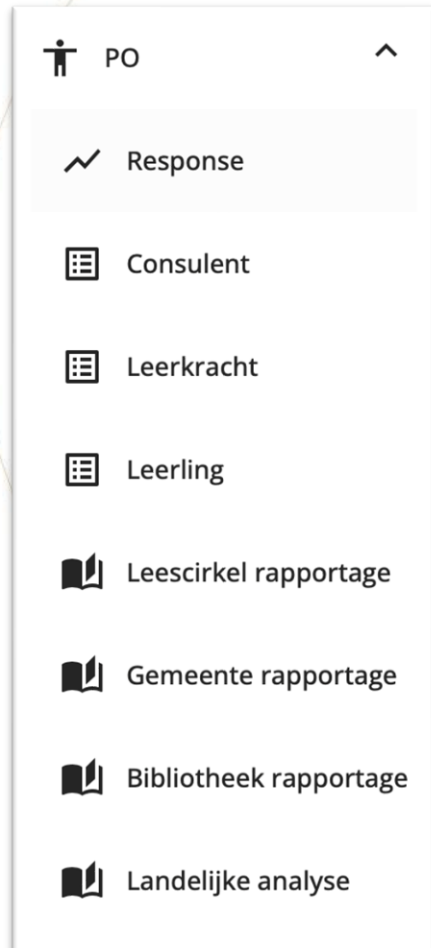 PO
Response
Consulent
Leerkracht
Leerling
Leescirkel rapportage
Gemeente rapportage
Bibliotheek rapportage
Landelijke analyse